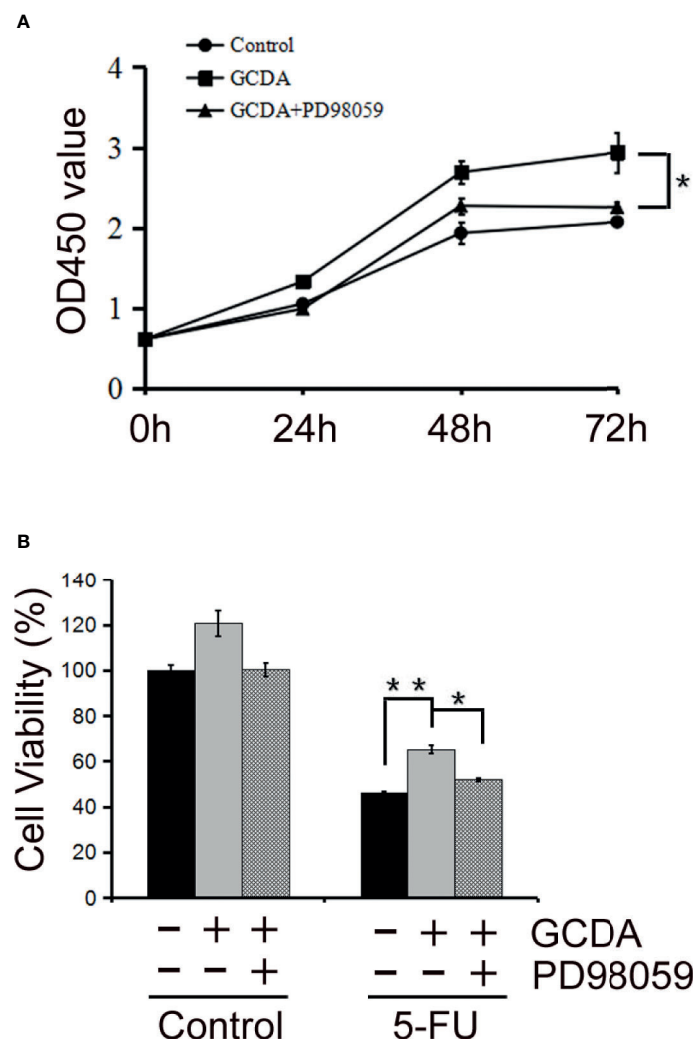 A
Control
GCDA
GCDA+PD98059
OD450 value
4
3
2
1
0
*
0h 24h 48h 72h
B
Cell Viability (%)
140
120
100
80
60
40
20
0
** *
− + + − + + GCDA
− − + − − + PD98059
Control 5-FU